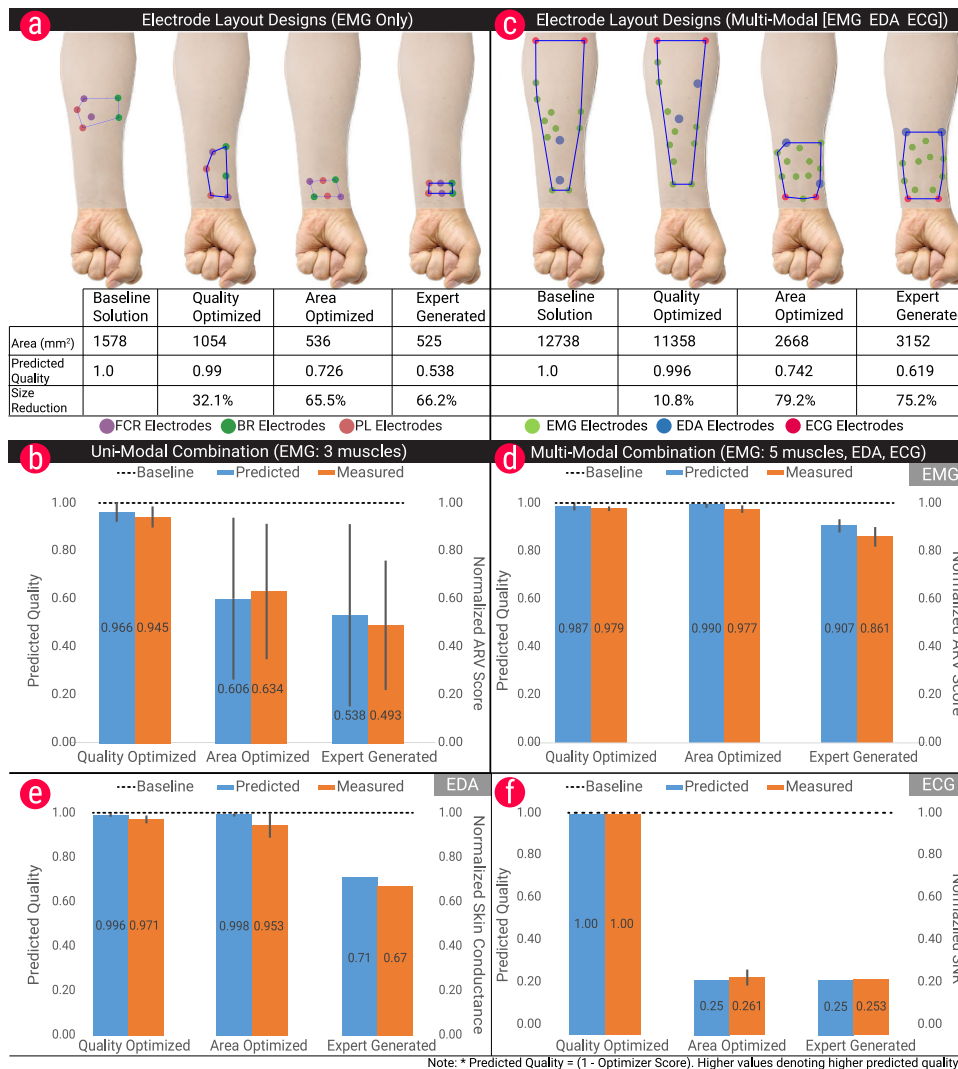 a Electrode Layout Designs (EMG Only)
c Electrode Layout Designs (Multi-Modal [EMG EDA ECG])
Baseline Solution Quality Optimized Area Optimized Expert Generated
Area (mm²) 1578 1054 536 525
Predicted Quality 1.0 0.99 0.726 0.538
Size Reduction 32.1% 65.5% 66.2%
FCR Electrodes BR Electrodes PL Electrodes
Baseline Solution Quality Optimized Area Optimized Expert Generated
12738 11358 2668 3152
1.0 0.996 0.742 0.619
10.8% 79.2% 75.2%
EMG Electrodes EDA Electrodes ECG Electrodes
b Uni-Modal Combination (EMG: 3 muscles)
Baseline Predicted Measured
Predicted Quality
1.00
0.80
0.60
0.40
0.20
0.00
0.966 0.945
0.606 0.634
0.538 0.493
1.00
0.80
0.60
0.40
0.20
0.00
Normalized ARV Score
Quality Optimized Area Optimized Expert Generated
d Multi-Modal Combination (EMG: 5 muscles, EDA, ECG)
EMG
Baseline Predicted Measured
Predicted Quality
1.00
0.80
0.60
0.40
0.20
0.00
0.987 0.979
0.990 0.977
0.907 0.861
1.00
0.80
0.60
0.40
0.20
0.00
Normalized ARV Score
Quality Optimized Area Optimized Expert Generated
e
EDA
Baseline Predicted Measured
Predicted Quality
1.00
0.80
0.60
0.40
0.20
0.00
0.996 0.971
0.998 0.953
0.71 0.67
1.00
0.80
0.60
0.40
0.20
0.00
Normalized Skin Conductance
Quality Optimized Area Optimized Expert Generated
f
ECG
Baseline Predicted Measured
Predicted Quality
1.00
0.80
0.60
0.40
0.20
0.00
1.00 1.00
0.25 0.261
0.25 0.253
1.00
0.80
0.60
0.40
0.20
0.00
Quality Optimized Area Optimized Expert Generated
Note: * Predicted Quality = (1 - Optimizer Score). Higher values denoting higher predicted quality